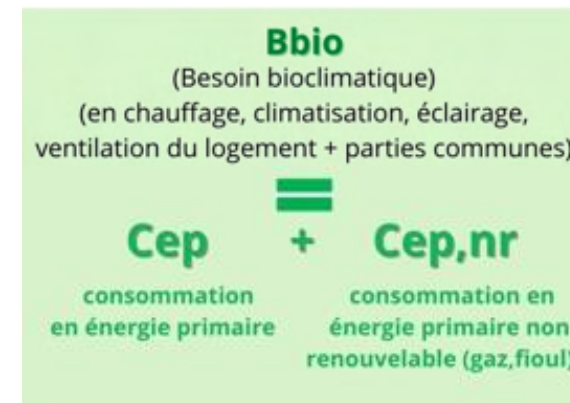 Bbio
(Besoin bioclimatique)
(en chauffage, climatisation, éclairage,
ventilation du logement + parties communes)
=
Cep + Cep,nr
consommation
en énergie primaire
consommation en
énergie primaire non
renouvelable (gaz,fioul)